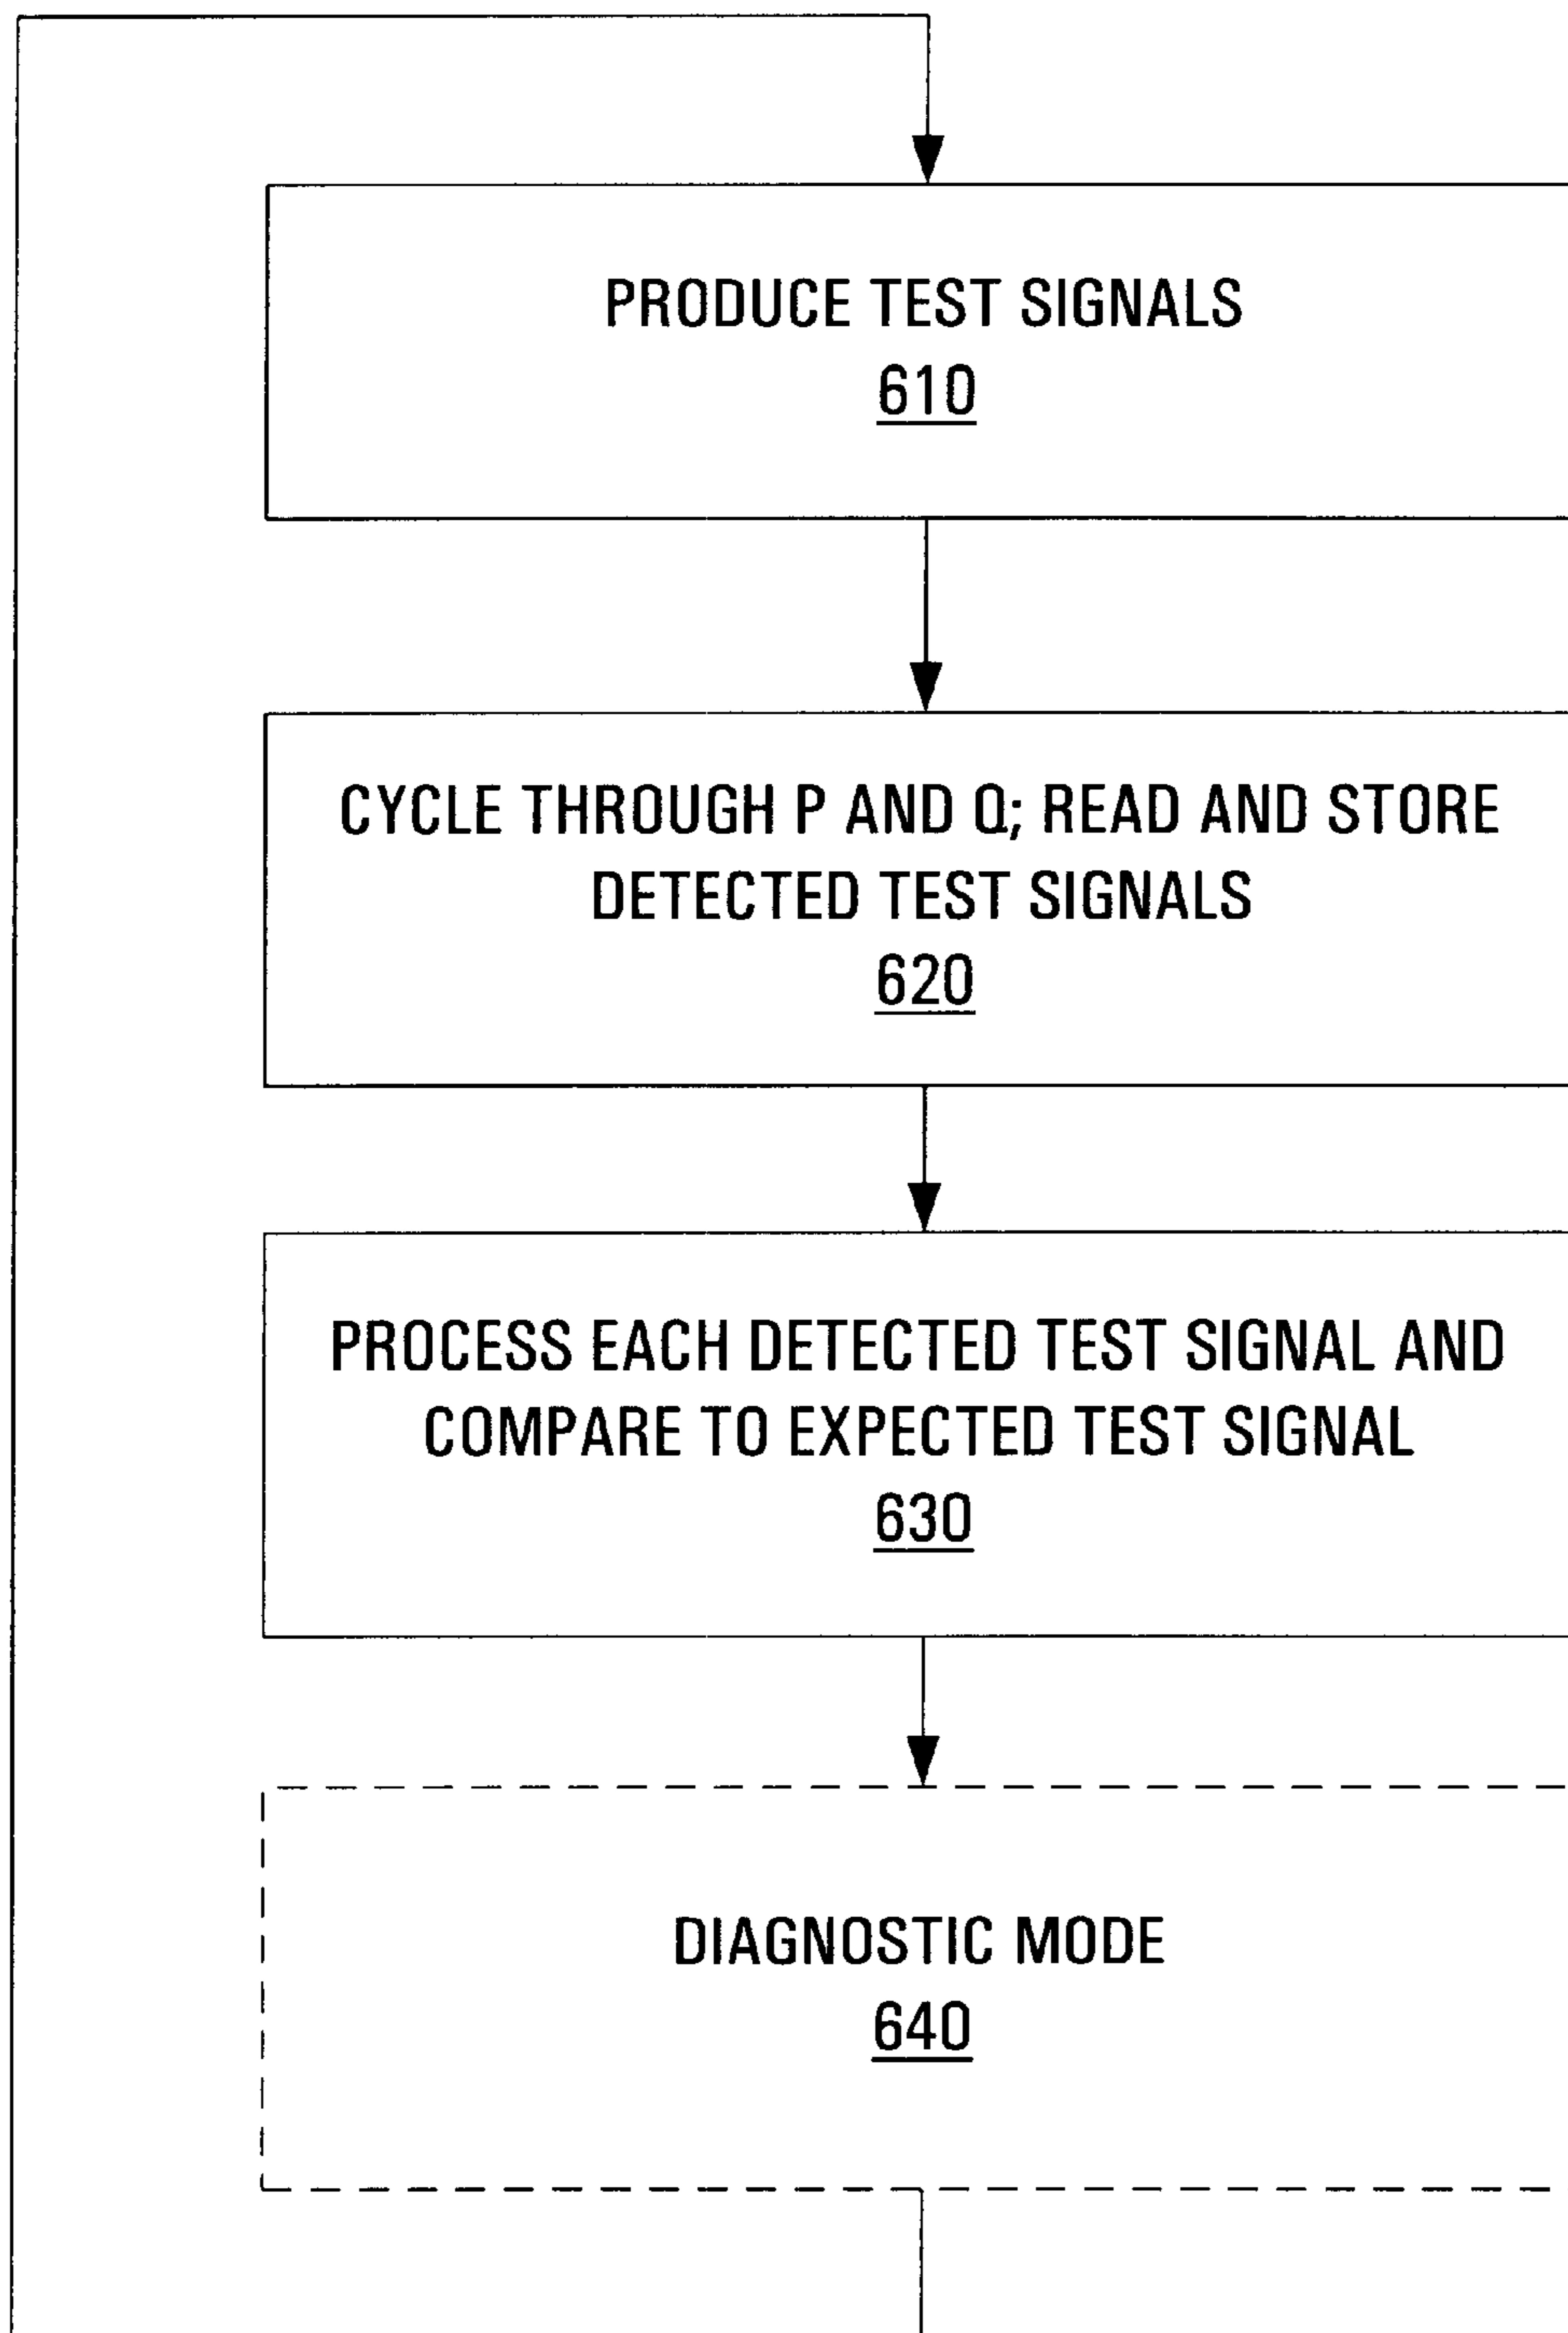 PRODUCE TEST SIGNALS
610
CYCLE THROUGH P AND Q; READ AND STORE
DETECTED TEST SIGNALS
620
PROCESS EACH DETECTED TEST SIGNAL AND
COMPARE TO EXPECTED TEST SIGNAL
630
DIAGNOSTIC MODE
640